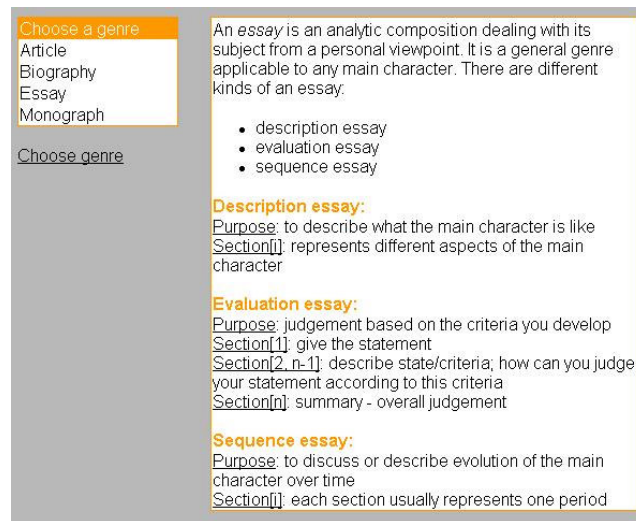 Choose a genre
Article
Biography
Essay
Monograph
Choose genre
An essay is an analytic composition dealing with its
subject from a personal viewpoint. It is a general genre
applicable to any main character. There are different
kinds of an essay:
• description essay
• evaluation essay
• sequence essay
Description essay:
Purpose: to describe what the main character is like
Section[i]: represents different aspects of the main
character
Evaluation essay:
Purpose: judgement based on the criteria you develop
Section[1]: give the statement
Section[2, n-1]: describe state/criteria; how can you judge
your statement according to this criteria
Section[n]: summary - overall judgement
Sequence essay:
Purpose: to discuss or describe evolution of the main
character over time
Section[i]: each section usually represents one period